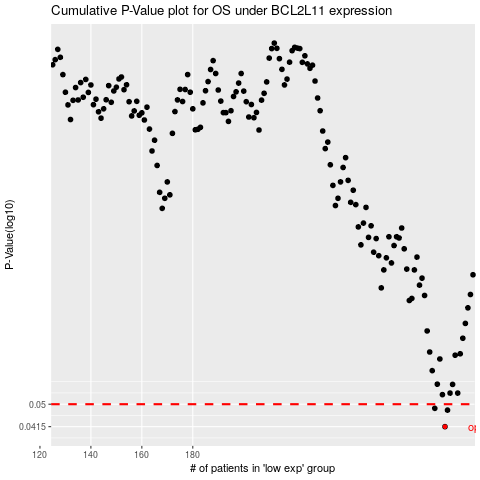 Cumulative P-Value plot for OS under BCL2L11 expression
P-Value(log10)
0.05
0.0415
op
120 140 160 180
# of patients in 'low exp' group